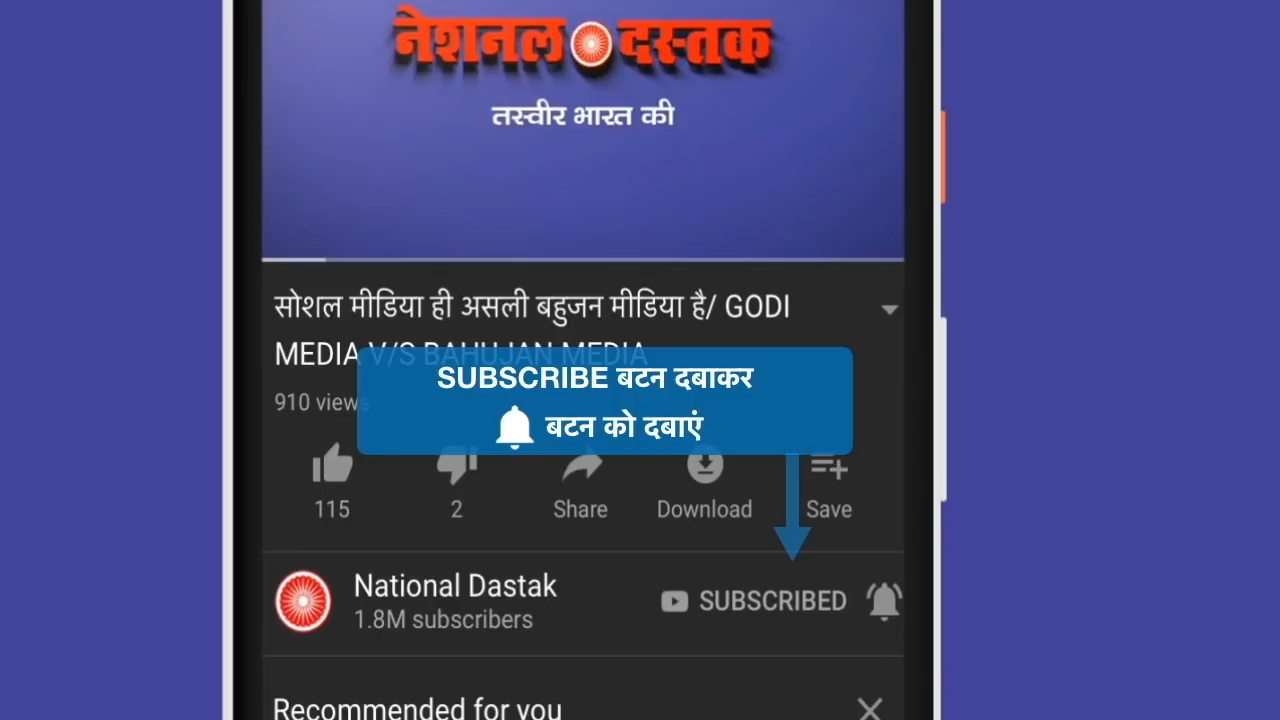 नेशनल दस्तक
तस्वीर भारत की
सोशल मीडिया ही असली बहुजन मीडिया है/ GODI
MEDIA V/S BAHUJAN MEDIA
910 views
SUBSCRIBE बटन दबाकर
बटन को दबाएं
115
2
Share
Download
Save
National Dastak
1.8M subscribers
SUBSCRIBED
Recommended for you